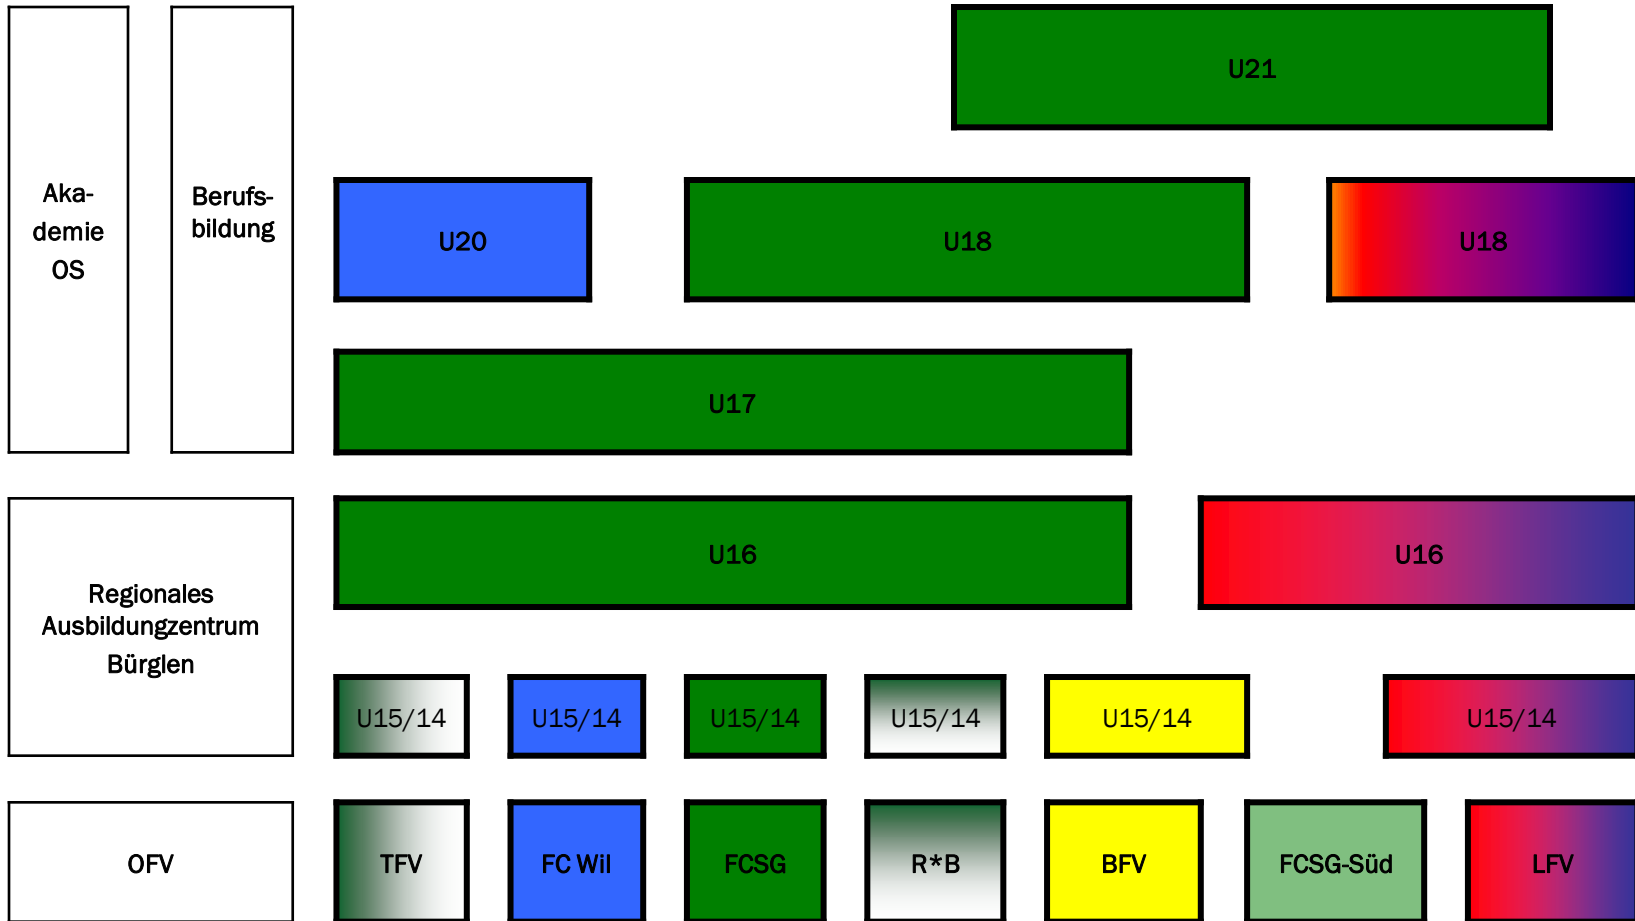 U21
Aka-
demie
OS
Berufs-
bildung
U20
U18
U18
U17
U16
U16
Regionales
Ausbildungzentrum
Bürglen
U15/14
U15/14
U15/14
U15/14
U15/14
U15/14
OFV
TFV
FC Wil
FCSG
R*B
BFV
FCSG-Süd
LFV